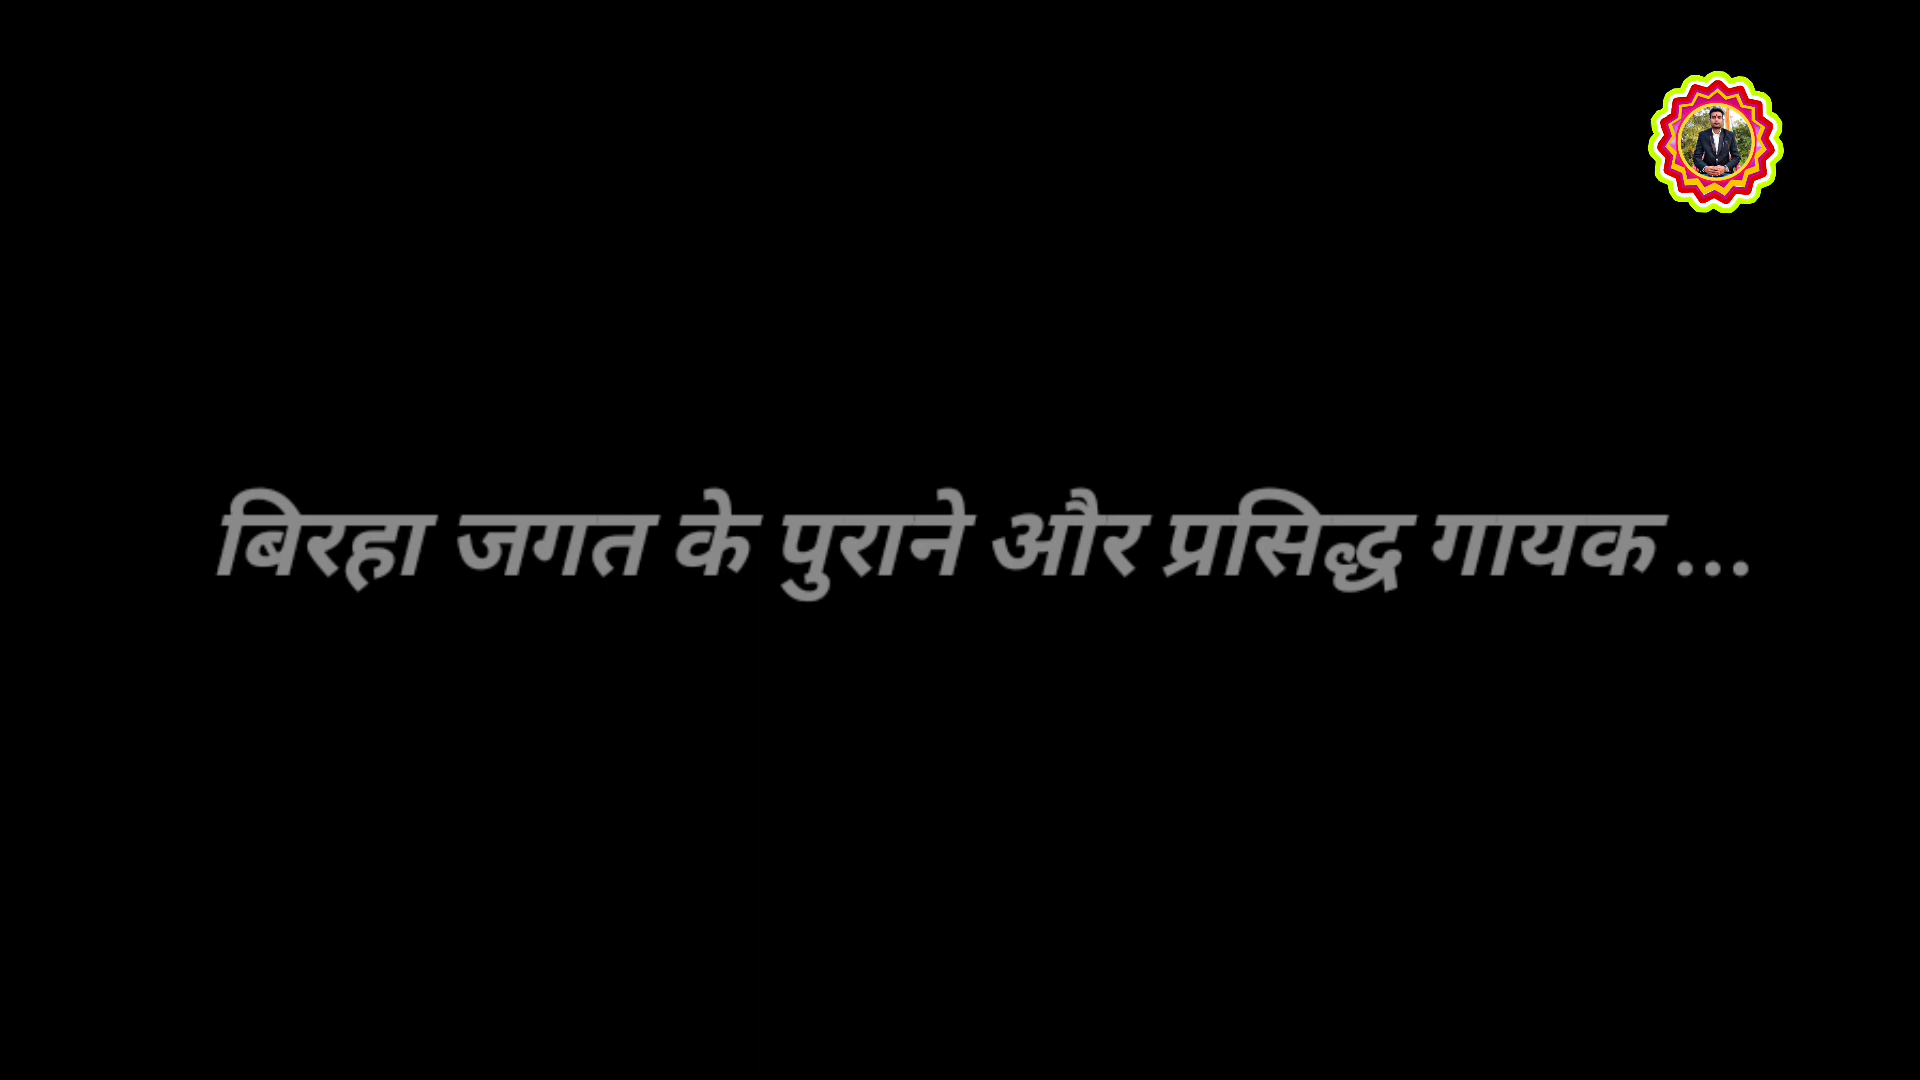 बिरहा जगत के पुराने और प्रसिद्ध गायक ...